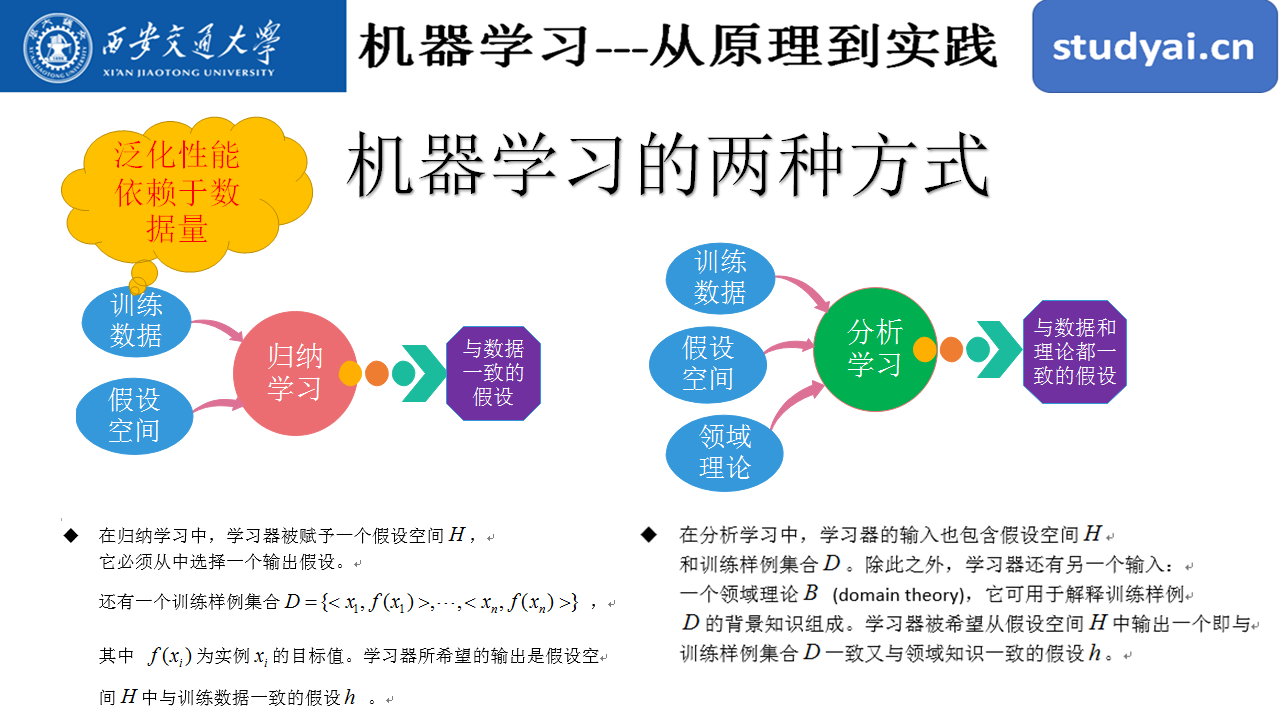 西安交通大学
XI'AN JIAOTONG UNIVERSITY
机器学习---从原理到实践
studyai.cn
机器学习的两种方式
泛化性能
依赖于数
据量
训练
数据
假设
空间
归纳
学习
与数据
一致的
假设
训练
数据
假设
空间
领域
理论
分析
学习
与数据和
理论都一
致的假设
◆ 在归纳学习中，学习器被赋予一个假设空间 H ，↵
它必须从中选择一个输出假设。↵
还有一个训练样例集合 D = {< x₁, f(x₁) >,⋯,< xₙ, f(xₙ) >} ，↵
其中 f(xᵢ) 为实例 xᵢ 的目标值。学习器所希望的输出是假设空↵
间 H 中与训练数据一致的假设 h 。↵
◆ 在分析学习中，学习器的输入也包含假设空间 H ↵
和训练样例集合 D 。除此之外，学习器还有另一个输入：↵
一个领域理论 B (domain theory)，它可用于解释训练样例↵
D 的背景知识组成。学习器被希望从假设空间 H 中输出一个即与↵
训练样例集合 D 一致又与领域知识一致的假设 h 。↵